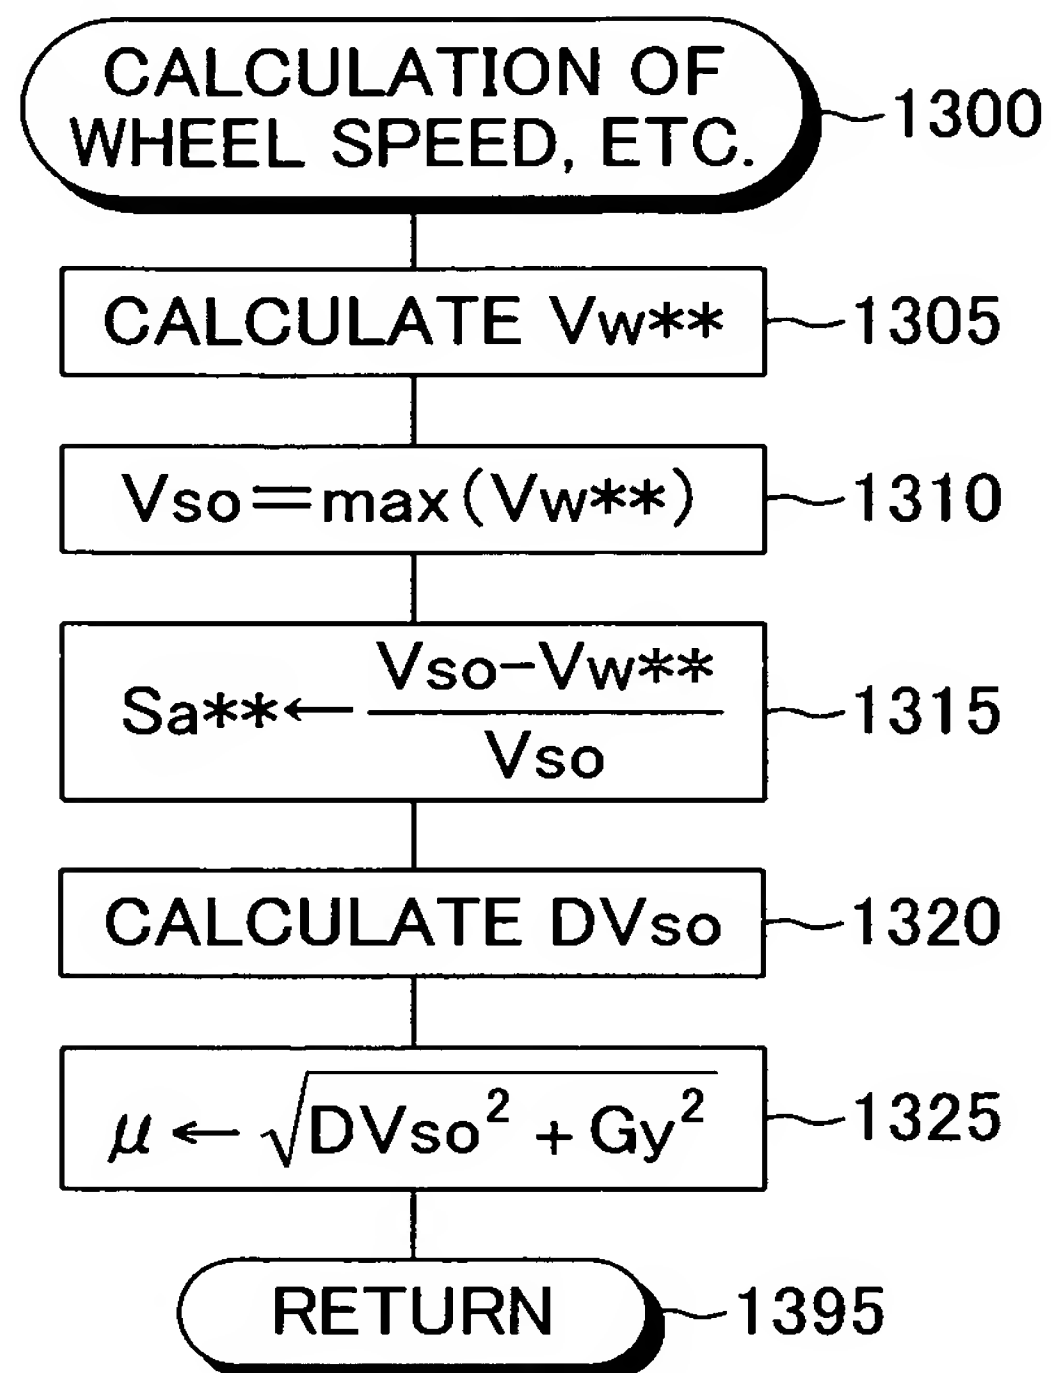 CALCULATION OF
WHEEL SPEED, ETC.
1300
CALCULATE Vw**
1305
Vso=max(Vw**)
1310
Sa**← (Vso-Vw**)/Vso
1315
CALCULATE DVso
1320
μ ← √(DVso² + Gy²)
1325
RETURN
1395